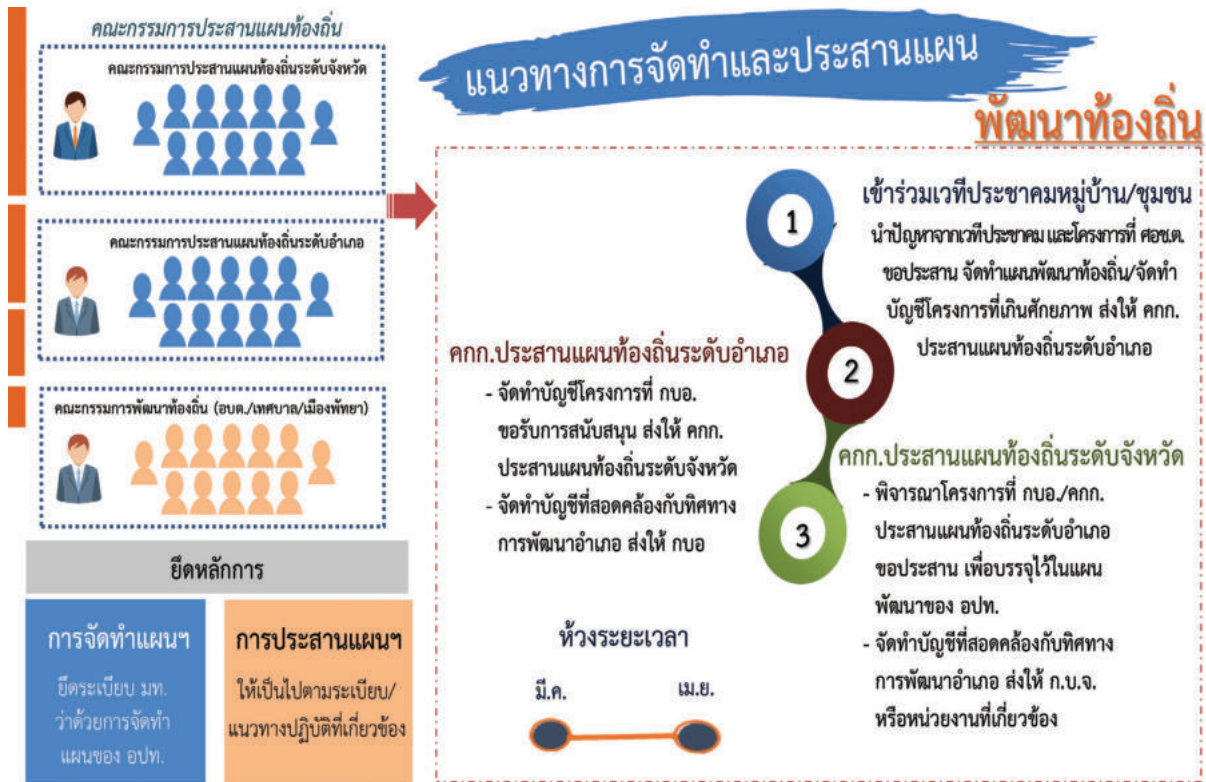 คณะกรรมการประสานแผนท้องถิ่น
คณะกรรมการประสานแผนท้องถิ่นระดับจังหวัด
คณะกรรมการประสานแผนท้องถิ่นระดับอำเภอ
คณะกรรมการพัฒนาท้องถิ่น (อบต./เทศบาล/เมืองพัทยา)
ยึดหลักการ
การจัดทำแผนฯ
ยึดระเบียบ มท.
ว่าด้วยการจัดทำ
แผนของ อปท.
การประสานแผนฯ
ให้เป็นไปตามระเบียบ/
แนวทางปฏิบัติที่เกี่ยวข้อง
แนวทางการจัดทำและประสานแผน
พัฒนาท้องถิ่น
1
เข้าร่วมเวทีประชาคมหมู่บ้าน/ชุมชน
นำปัญหาจากเวทีประชาคม และโครงการที่ ศอช.ต.
ขอประสาน จัดทำแผนพัฒนาท้องถิ่น/จัดทำ
บัญชีโครงการที่เกินศักยภาพ ส่งให้ คกก.
ประสานแผนท้องถิ่นระดับอำเภอ
2
คกก.ประสานแผนท้องถิ่นระดับอำเภอ
- จัดทำบัญชีโครงการที่ กบอ.
ขอรับการสนับสนุน ส่งให้ คกก.
ประสานแผนท้องถิ่นระดับจังหวัด
- จัดทำบัญชีที่สอดคล้องกับทิศทาง
การพัฒนาอำเภอ ส่งให้ กบอ
3
คกก.ประสานแผนท้องถิ่นระดับจังหวัด
- พิจารณาโครงการที่ กบอ./คกก.
ประสานแผนท้องถิ่นระดับอำเภอ
ขอประสาน เพื่อบรรจุไว้ในแผน
พัฒนาของ อปท.
- จัดทำบัญชีที่สอดคล้องกับทิศทาง
การพัฒนาอำเภอ ส่งให้ ก.บ.จ.
หรือหน่วยงานที่เกี่ยวข้อง
ห้วงระยะเวลา
มี.ค.
เม.ย.